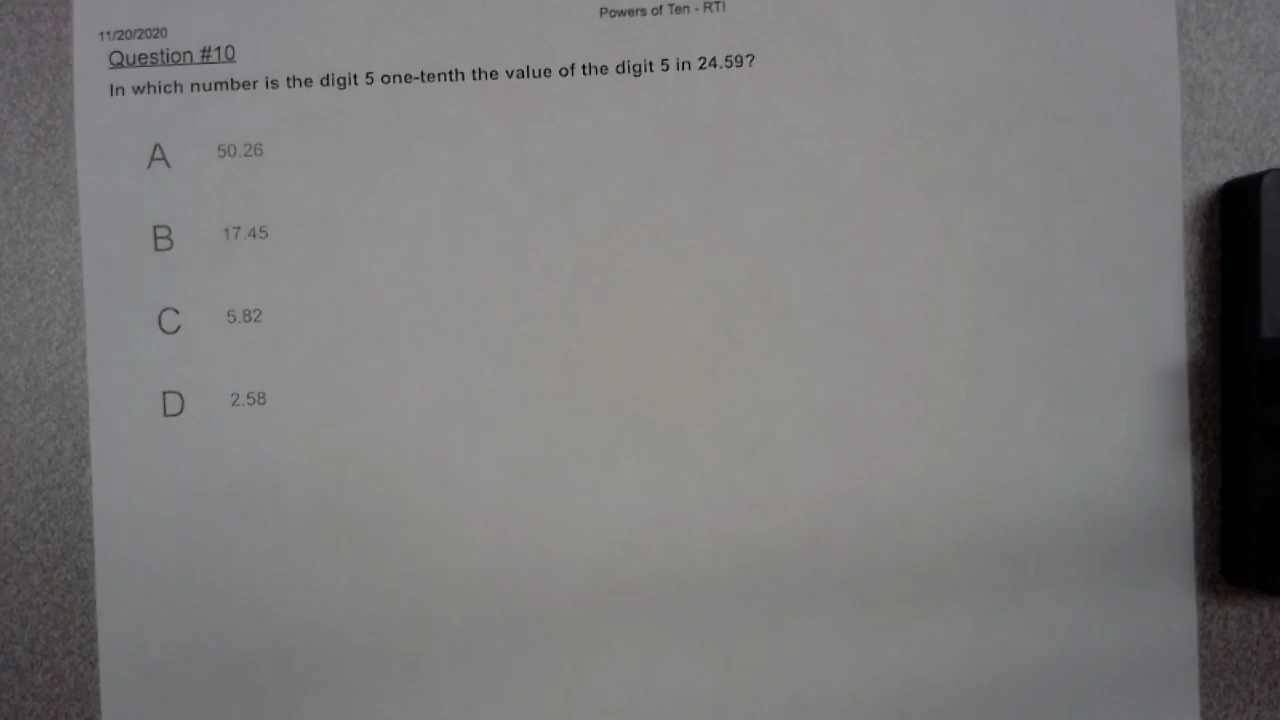 Powers of Ten - RTI
11/20/2020
Question #10
In which number is the digit 5 one-tenth the value of the digit 5 in 24.59?
A 50.26
B 17.45
C 5.82
D 2.58